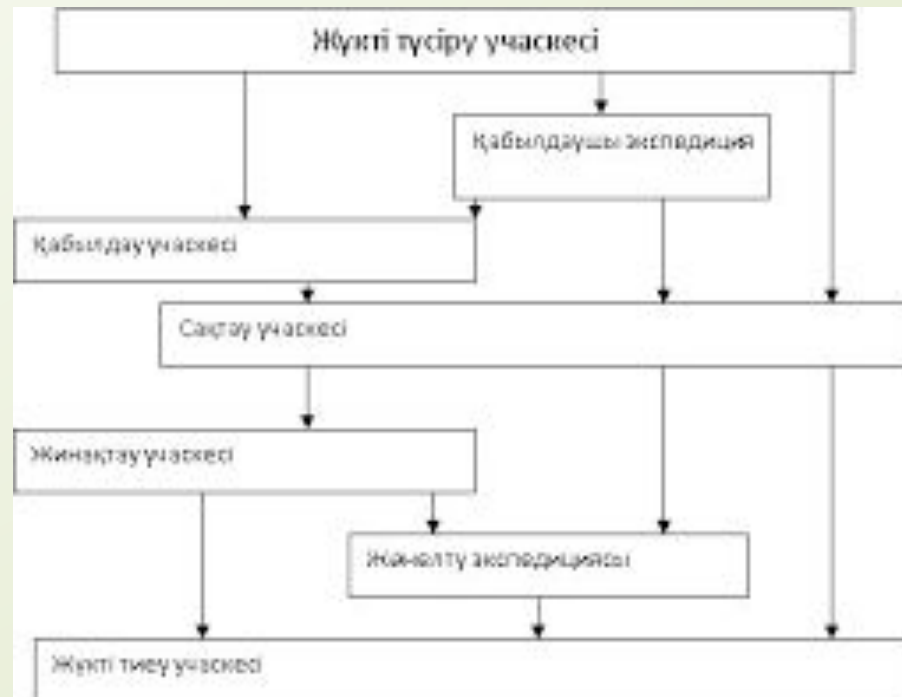 Жүкті түсіру учаскесі
Қабылдаушы экспедиция
Қабылдау учаскесі
Сақтау учаскесі
Жинақтау учаскесі
Жөнелту экспедициясы
Жүкті тиеу учаскесі